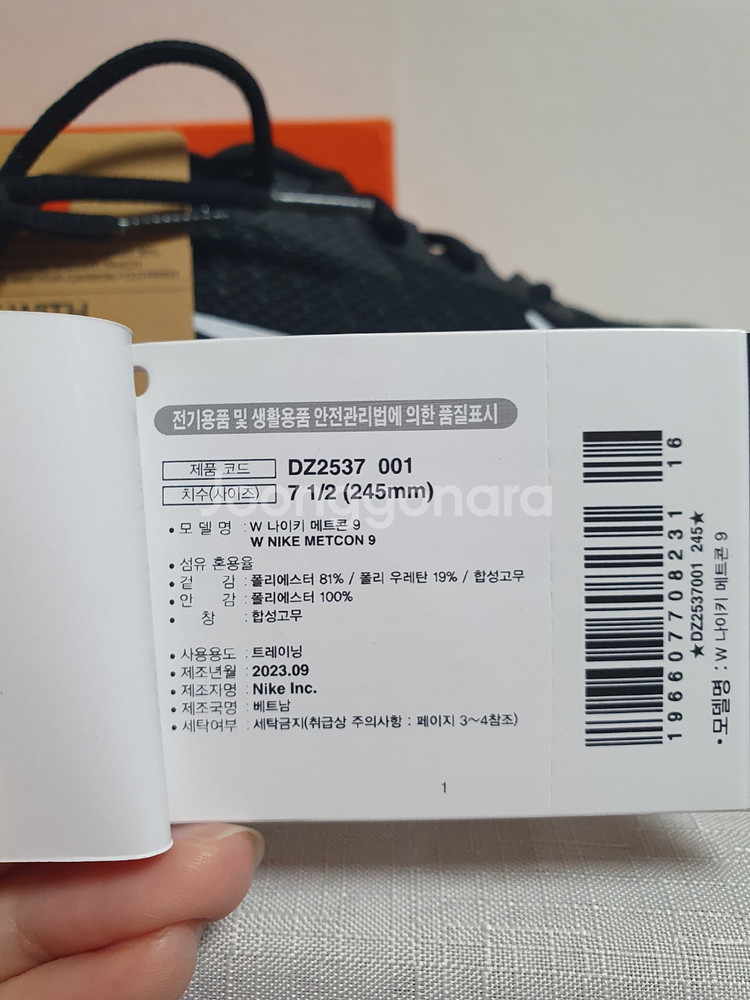 WITH
전기용품 및 생활용품 안전관리법에 의한 품질표시
제품 코드 DZ2537 001
치수(사이즈) 7 1/2 (245mm)
Joonggonara
• 모 델 명 : W 나이키 메트콘 9
W NIKE METCON 9
• 섬유 혼용율
• 겉 감 : 폴리에스터 81% / 폴리 우레탄 19% / 합성고무
• 안 감 : 폴리에스터 100%
• 창 : 합성고무
• 사용용도 : 트레이닝
• 제조년월 : 2023.09
• 제조자명 : Nike Inc.
• 제조국명 : 베트남
• 세탁여부 : 세탁금지(취급상 주의사항 : 페이지 3~4참조)
1
16
196607708231
★DZ2537001 245★
• 모델명 : W 나이키 메트콘 9